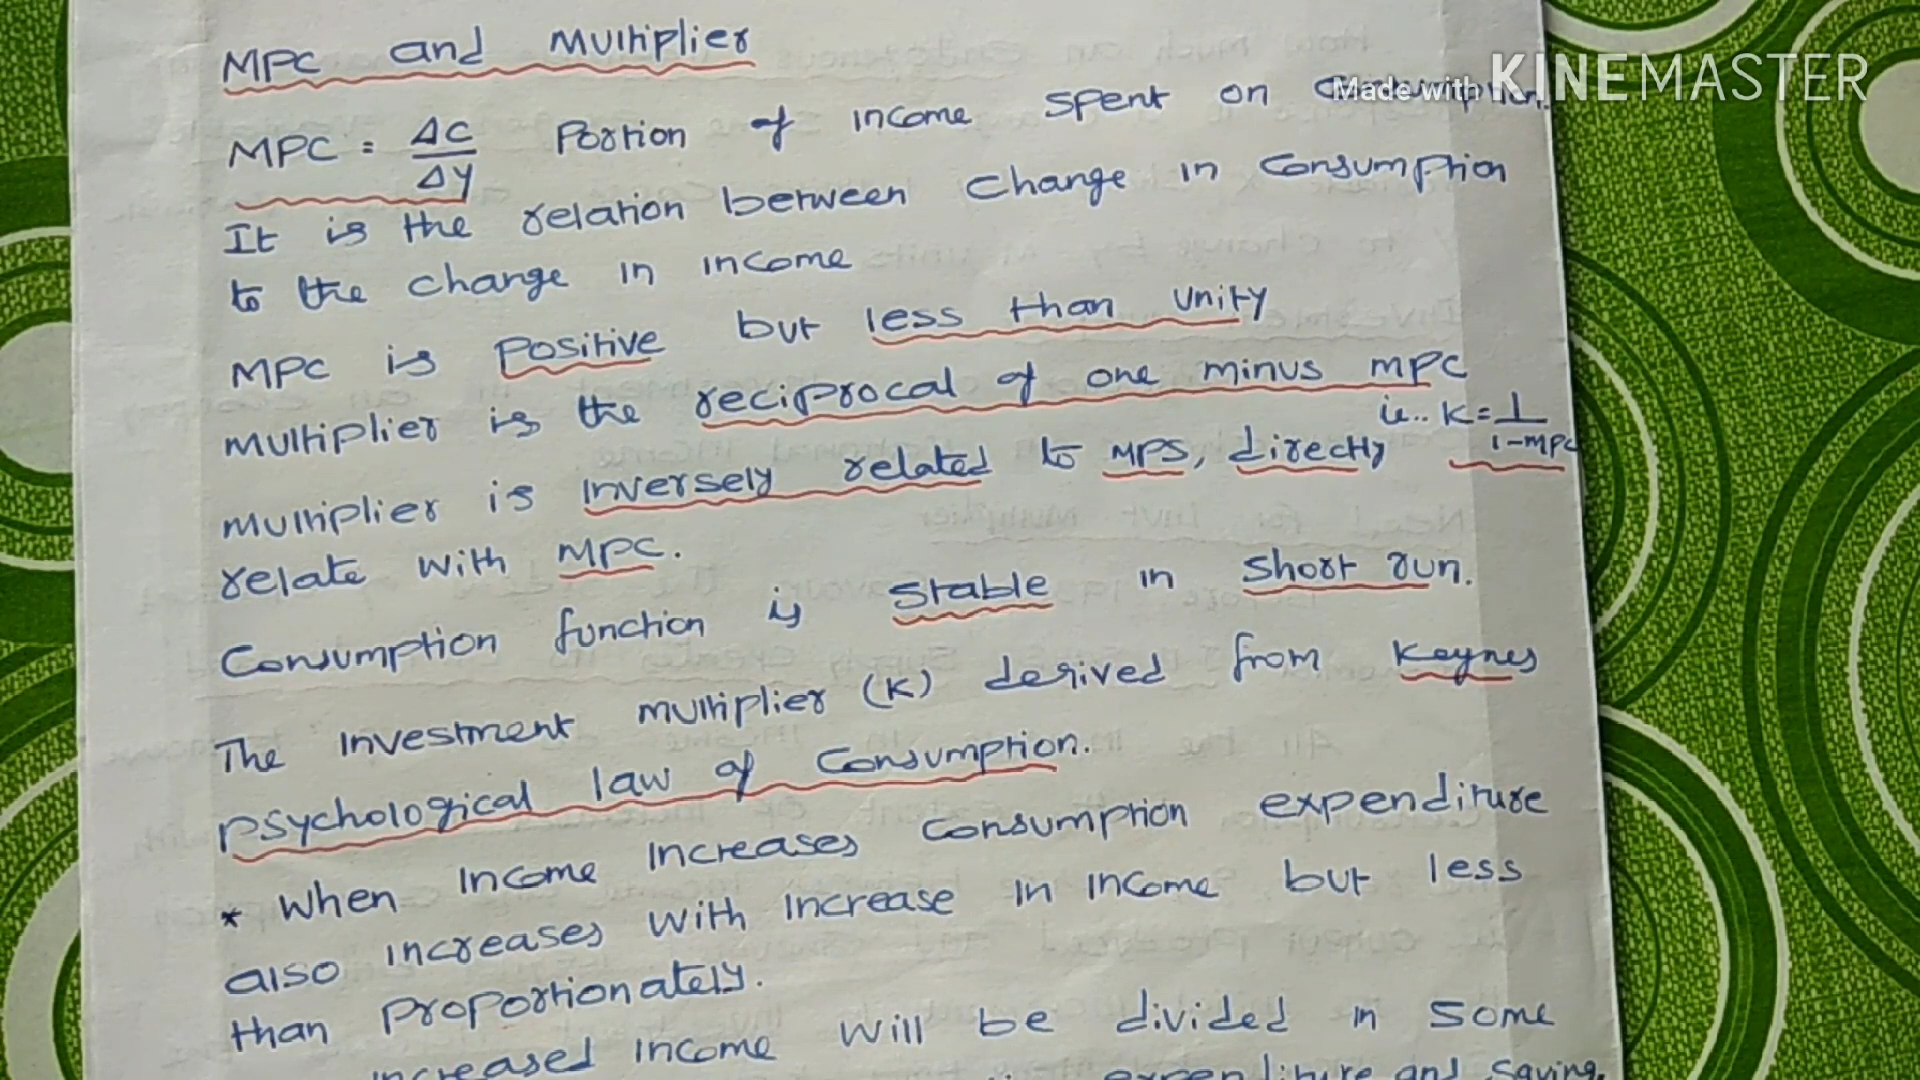 MPC and Multiplier
Made with KINEMASTER
MPC = ΔC/ΔY Portion of income spent on
It is the relation between change in consumption
to the change in income
MPC is positive but less than unity
Multiplier is the reciprocal of one minus MPC
ie.. K = 1/1-MPC
Multiplier is inversely related to MPS, directly
relate with MPC.
Consumption function is stable in short run.
The investment multiplier (K) derived from Keynes
psychological law of Consumption.
* When income increases consumption expenditure
also increases with increase in income but less
than proportionately.
increased income will be divided in some
expenditure and saving.